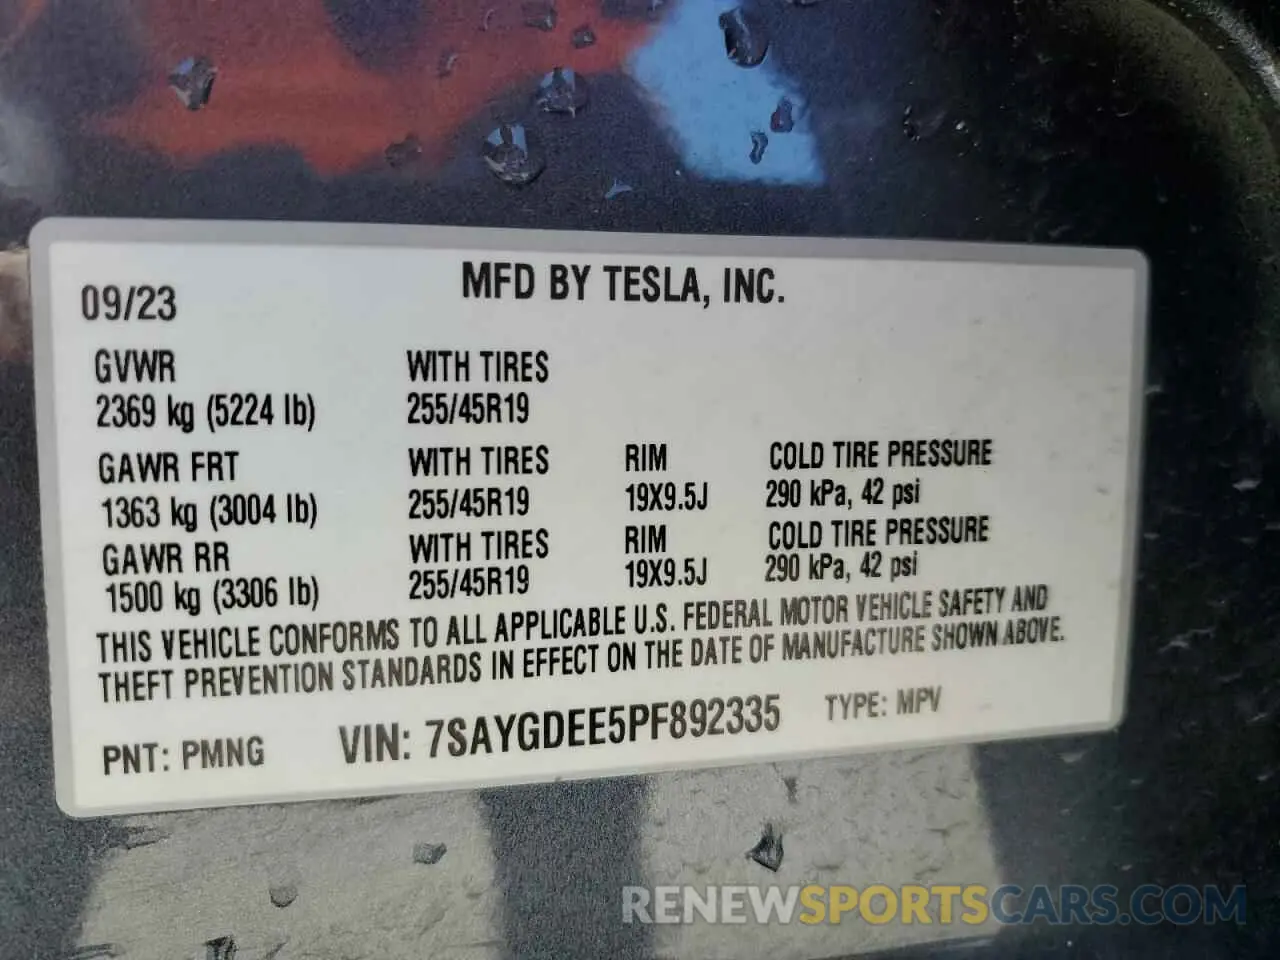 MFD BY TESLA, INC.
09/23
GVWR WITH TIRES
2369 kg (5224 lb) 255/45R19
GAWR FRT WITH TIRES RIM COLD TIRE PRESSURE
1363 kg (3004 lb) 255/45R19 19X9.5J 290 kPa, 42 psi
GAWR RR WITH TIRES RIM COLD TIRE PRESSURE
1500 kg (3306 lb) 255/45R19 19X9.5J 290 kPa, 42 psi
THIS VEHICLE CONFORMS TO ALL APPLICABLE U.S. FEDERAL MOTOR VEHICLE SAFETY AND
THEFT PREVENTION STANDARDS IN EFFECT ON THE DATE OF MANUFACTURE SHOWN ABOVE.
PNT: PMNG VIN: 7SAYGDEE5PF892335 TYPE: MPV
RENEWSPORTSCARS.COM